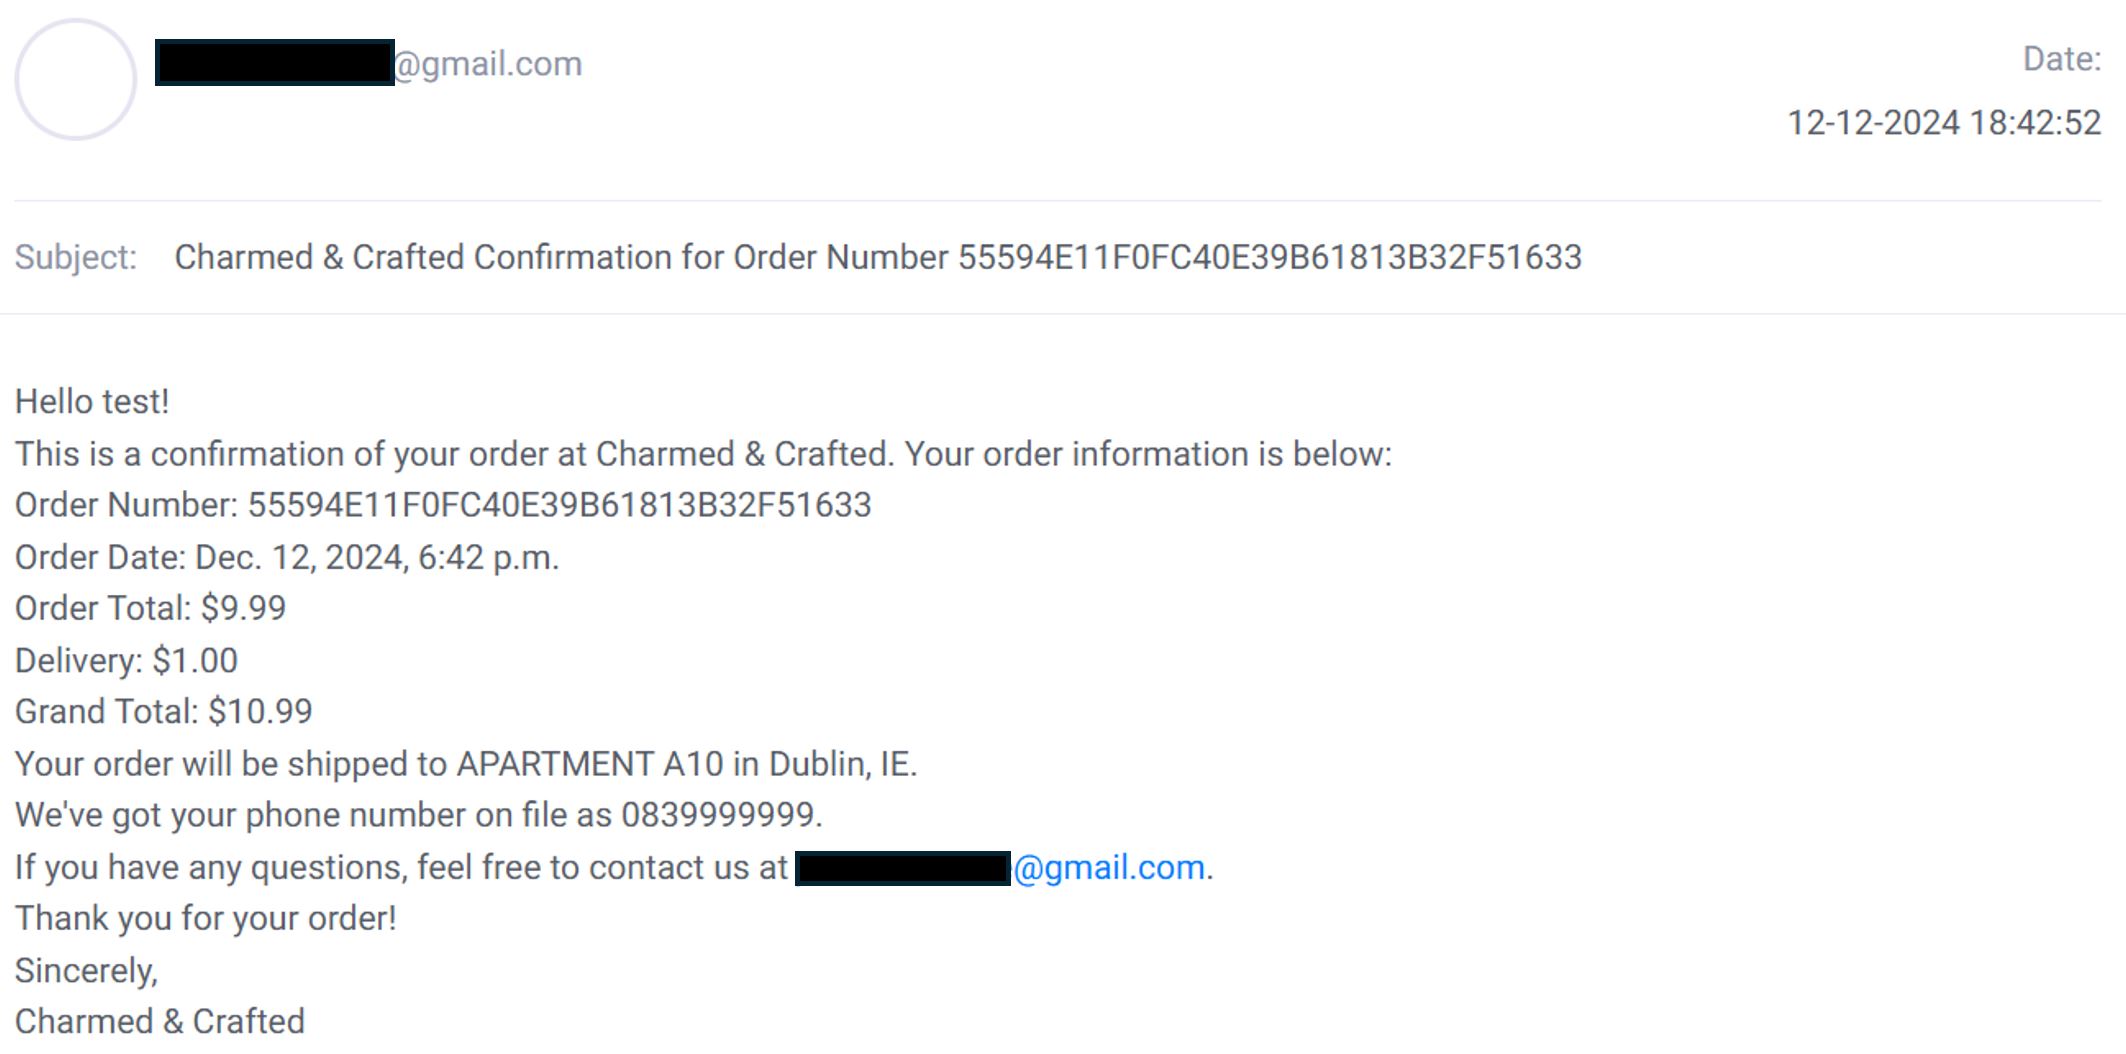 @gmail.com
Date:
12-12-2024 18:42:52
Subject: Charmed & Crafted Confirmation for Order Number 55594E11F0FC40E39B61813B32F51633
Hello test!
This is a confirmation of your order at Charmed & Crafted. Your order information is below:
Order Number: 55594E11F0FC40E39B61813B32F51633
Order Date: Dec. 12, 2024, 6:42 p.m.
Order Total: $9.99
Delivery: $1.00
Grand Total: $10.99
Your order will be shipped to APARTMENT A10 in Dublin, IE.
We've got your phone number on file as 0839999999.
If you have any questions, feel free to contact us at @gmail.com.
Thank you for your order!
Sincerely,
Charmed & Crafted